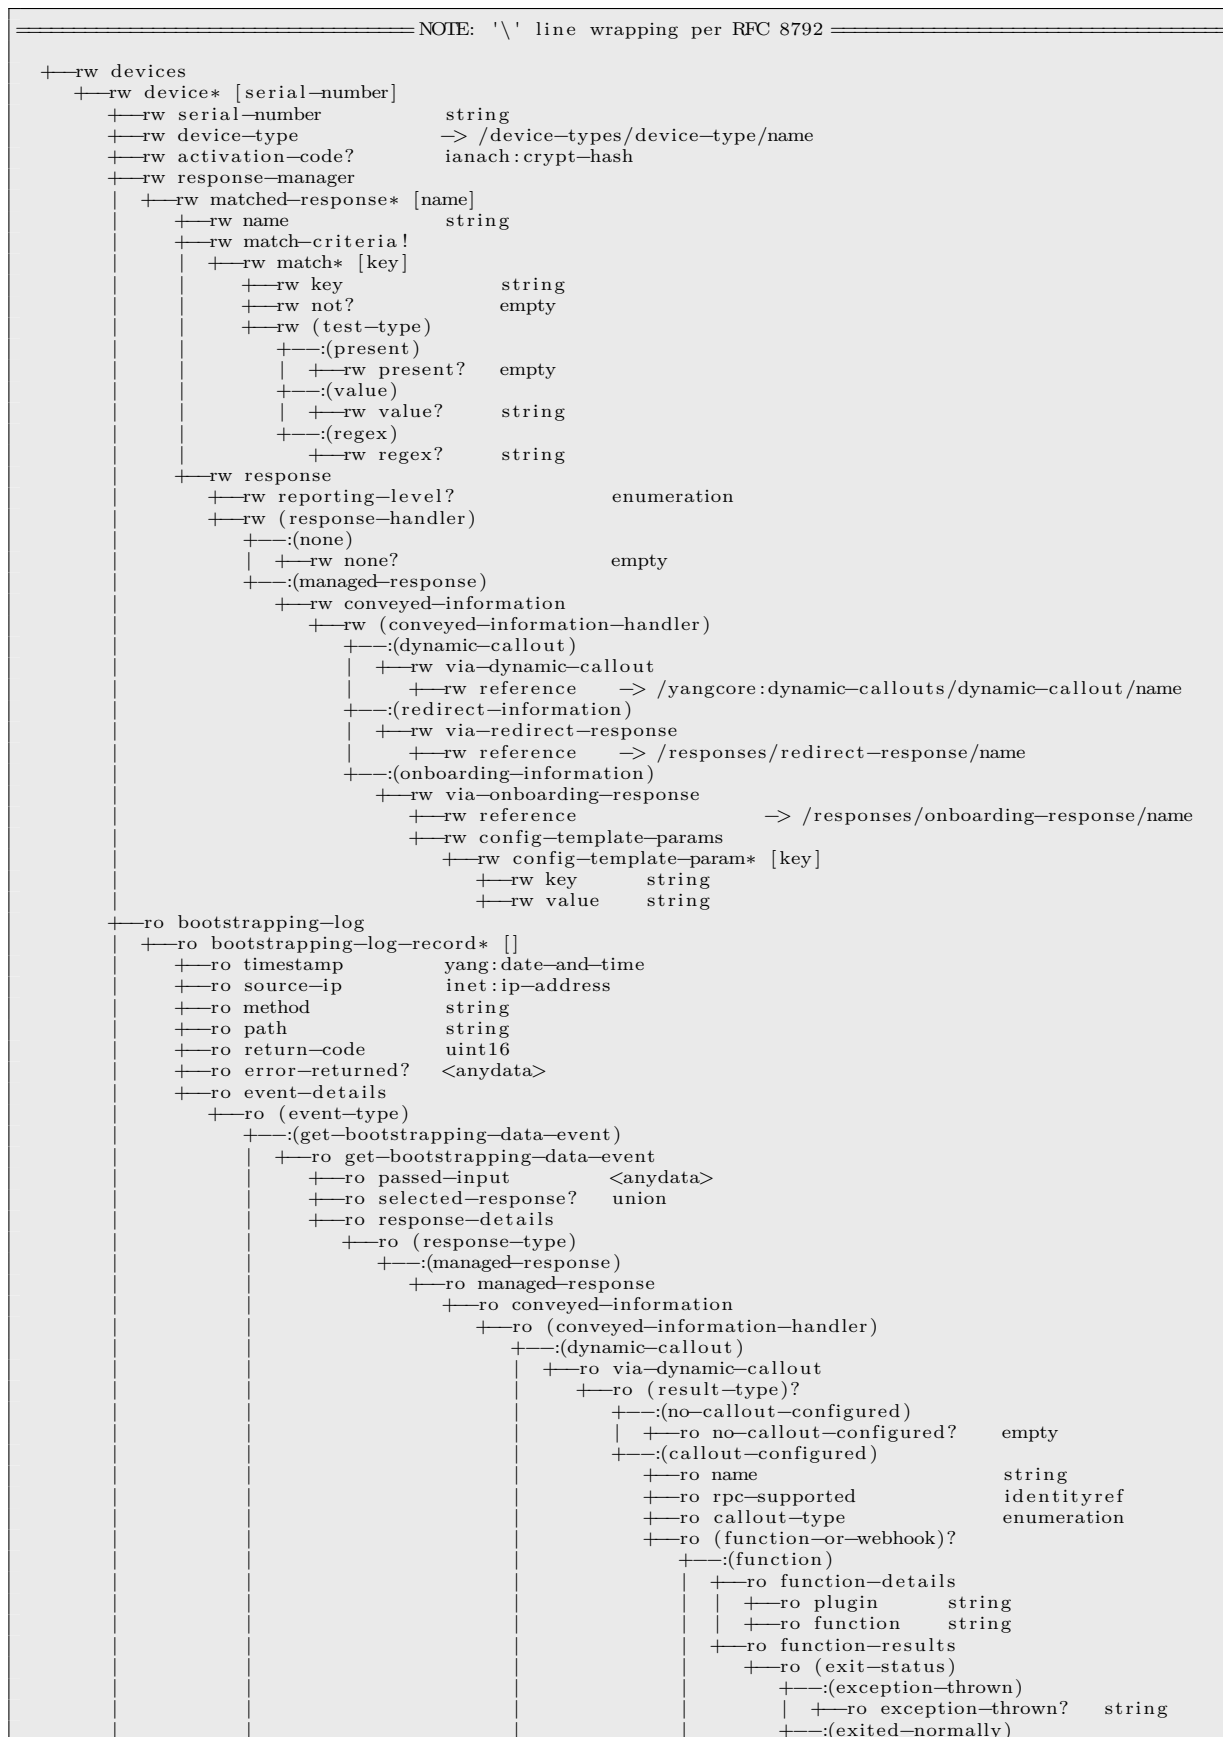 =============== NOTE: '\' line wrapping per RFC 8792 ===============
+--rw devices
   +--rw device* [serial-number]
      +--rw serial-number            string
      +--rw device-type              -> /device-types/device-type/name
      +--rw activation-code?         ianach:crypt-hash
      +--rw response-manager
      |  +--rw matched-response* [name]
      |     +--rw name               string
      |     +--rw match-criteria!
      |     |  +--rw match* [key]
      |     |     +--rw key                string
      |     |     +--rw not?               empty
      |     |     +--rw (test-type)
      |     |        +--:(present)
      |     |        |  +--rw present?   empty
      |     |        +--:(value)
      |     |        |  +--rw value?     string
      |     |        +--:(regex)
      |     |           +--rw regex?     string
      |     +--rw response
      |        +--rw reporting-level?              enumeration
      |        +--rw (response-handler)
      |           +--:(none)
      |           |  +--rw none?                   empty
      |           +--:(managed-response)
      |              +--rw conveyed-information
      |                 +--rw (conveyed-information-handler)
      |                    +--:(dynamic-callout)
      |                    |  +--rw via-dynamic-callout
      |                    |     +--rw reference    -> /yangcore:dynamic-callouts/dynamic-callout/name
      |                    +--:(redirect-information)
      |                    |  +--rw via-redirect-response
      |                    |     +--rw reference    -> /responses/redirect-response/name
      |                    +--:(onboarding-information)
      |                       +--rw via-onboarding-response
      |                          +--rw reference                 -> /responses/onboarding-response/name
      |                          +--rw config-template-params
      |                             +--rw config-template-param* [key]
      |                                +--rw key      string
      |                                +--rw value    string
      +--ro bootstrapping-log
      |  +--ro bootstrapping-log-record* []
      |     +--ro timestamp          yang:date-and-time
      |     +--ro source-ip          inet:ip-address
      |     +--ro method             string
      |     +--ro path               string
      |     +--ro return-code        uint16
      |     +--ro error-returned?    <anydata>
      |     +--ro event-details
      |        +--ro (event-type)
      |           +--:(get-bootstrapping-data-event)
      |           |  +--ro get-bootstrapping-data-event
      |           |     +--ro passed-input         <anydata>
      |           |     +--ro selected-response?   union
      |           |     +--ro response-details
      |           |        +--ro (response-type)
      |           |           +--:(managed-response)
      |           |              +--ro managed-response
      |           |                 +--ro conveyed-information
      |           |                    +--ro (conveyed-information-handler)
      |           |                       +--:(dynamic-callout)
      |           |                       |  +--ro via-dynamic-callout
      |           |                       |     +--ro (result-type)?
      |           |                       |        +--:(no-callout-configured)
      |           |                       |        |  +--ro no-callout-configured?    empty
      |           |                       |        +--:(callout-configured)
      |           |                       |           +--ro name                      string
      |           |                       |           +--ro rpc-supported             identityref
      |           |                       |           +--ro callout-type              enumeration
      |           |                       |           +--ro (function-or-webhook)?
      |           |                       |              +--:(function)
      |           |                       |              |  +--ro function-details
      |           |                       |              |  |  +--ro plugin      string
      |           |                       |              |  |  +--ro function    string
      |           |                       |              |  +--ro function-results
      |           |                       |              |     +--ro (exit-status)
      |           |                       |              |        +--:(exception-thrown)
      |           |                       |              |        |  +--ro exception-thrown?   string
      |           |                       |              |        +--:(exited-normally)